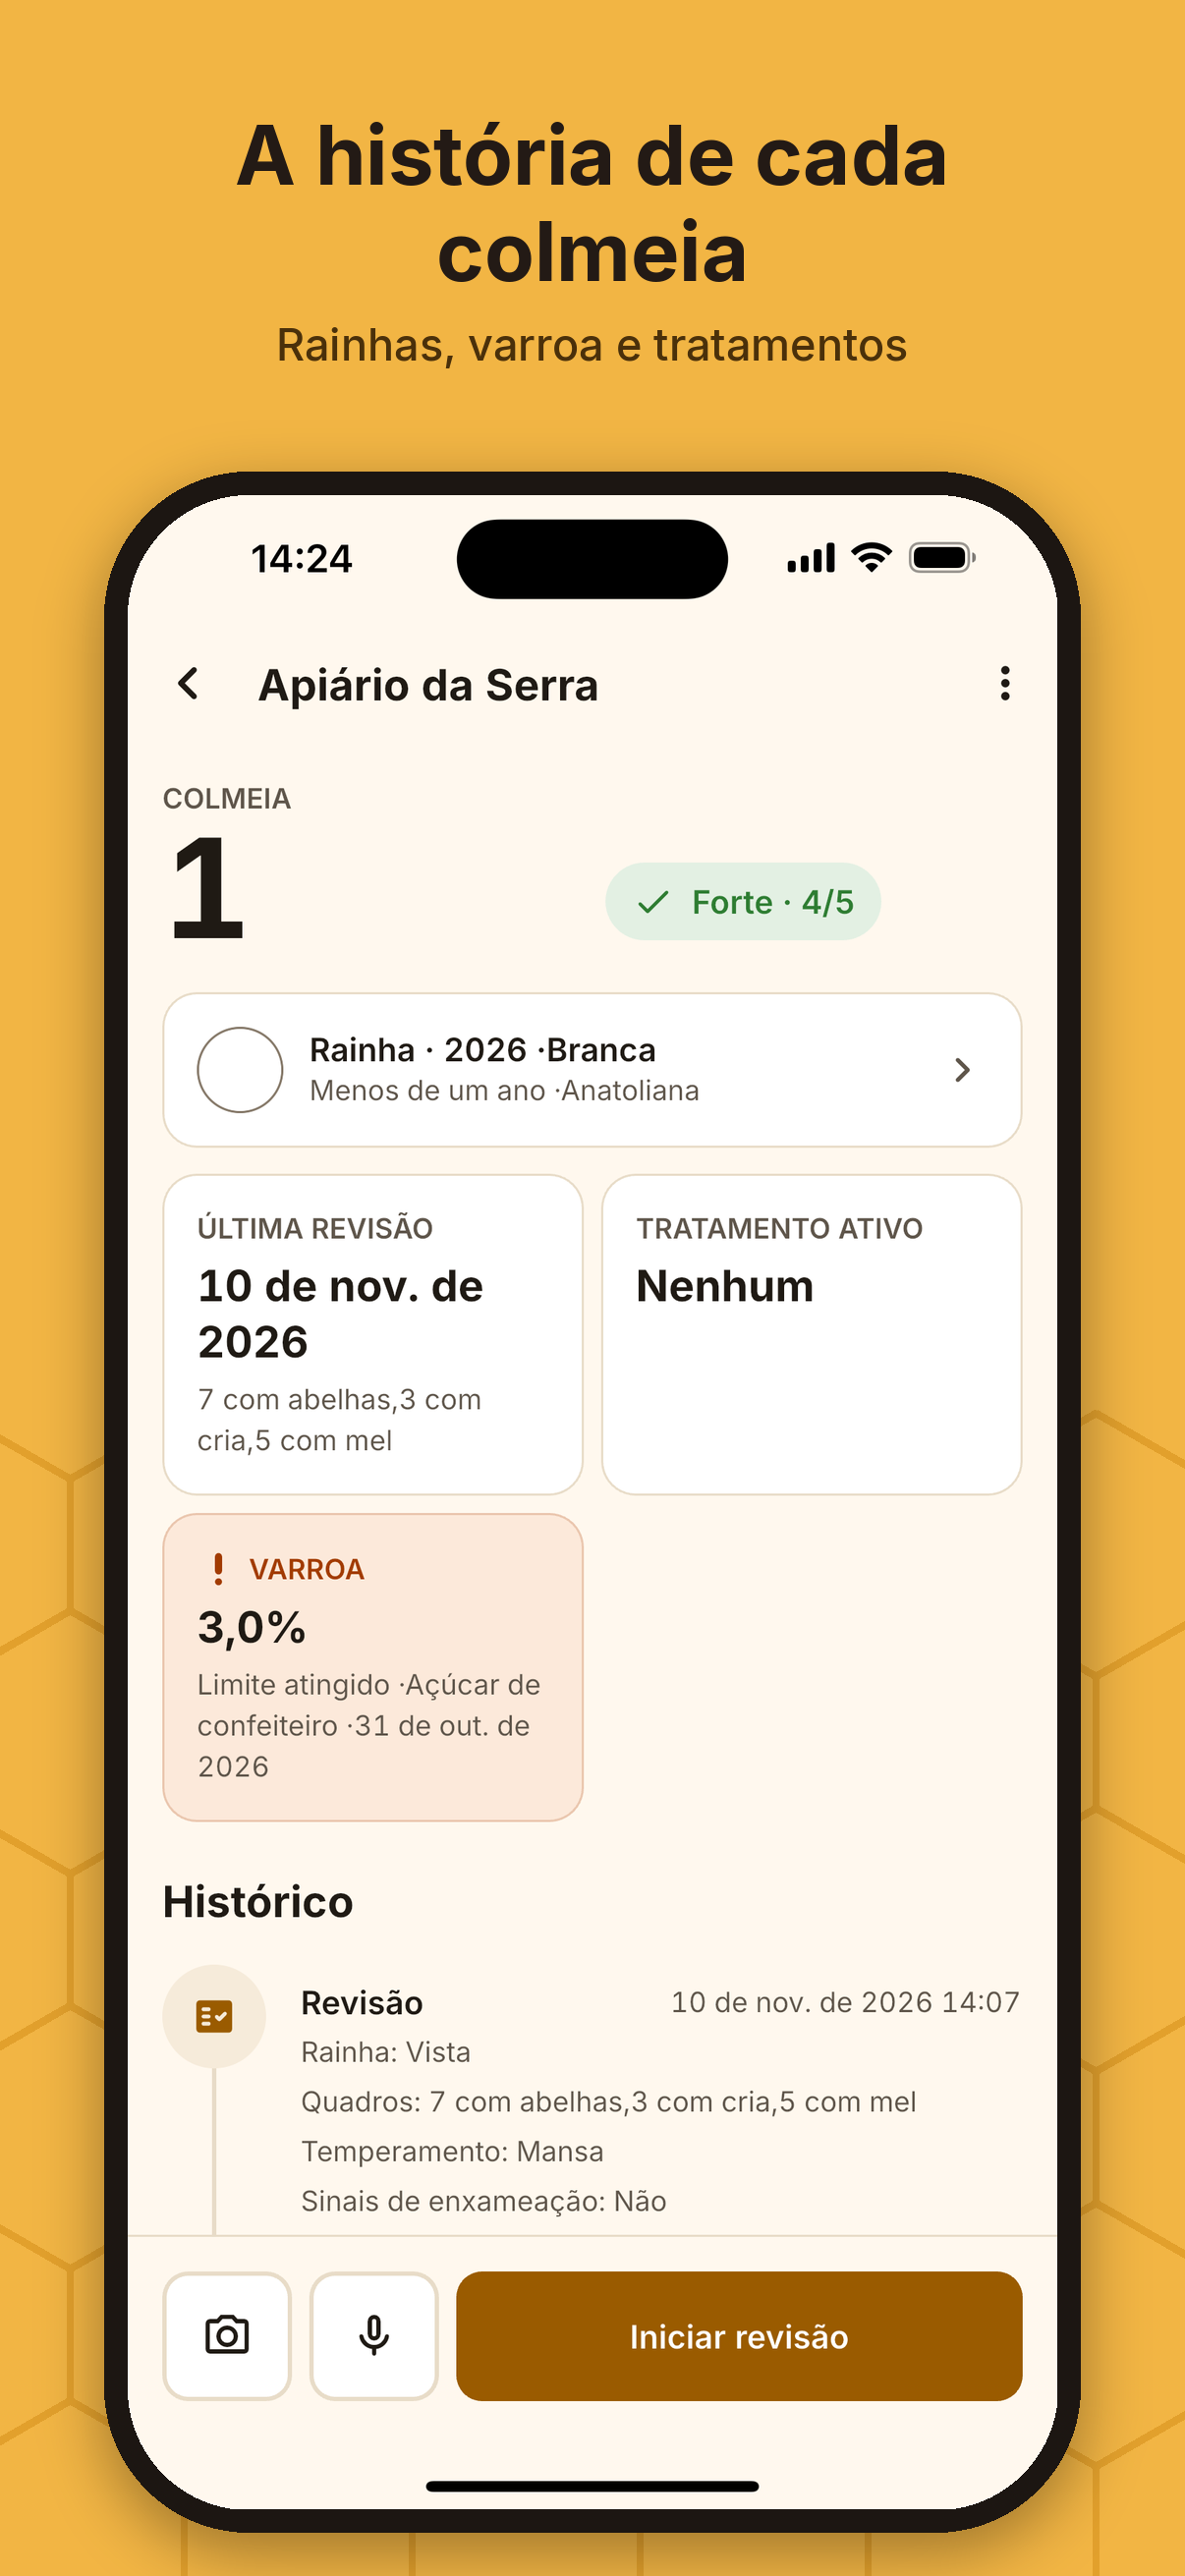 A história de cada
colmeia
Rainhas, varroa e tratamentos
14:24
Apiário da Serra
COLMEIA
1
Forte · 4/5
Rainha · 2026 ·Branca
Menos de um ano ·Anatoliana
ÚLTIMA REVISÃO
10 de nov. de
2026
7 com abelhas,3 com
cria,5 com mel
TRATAMENTO ATIVO
Nenhum
VARROA
3,0%
Limite atingido ·Açúcar de
confeiteiro ·31 de out. de
2026
Histórico
Revisão
10 de nov. de 2026 14:07
Rainha: Vista
Quadros: 7 com abelhas,3 com cria,5 com mel
Temperamento: Mansa
Sinais de enxameação: Não
Iniciar revisão